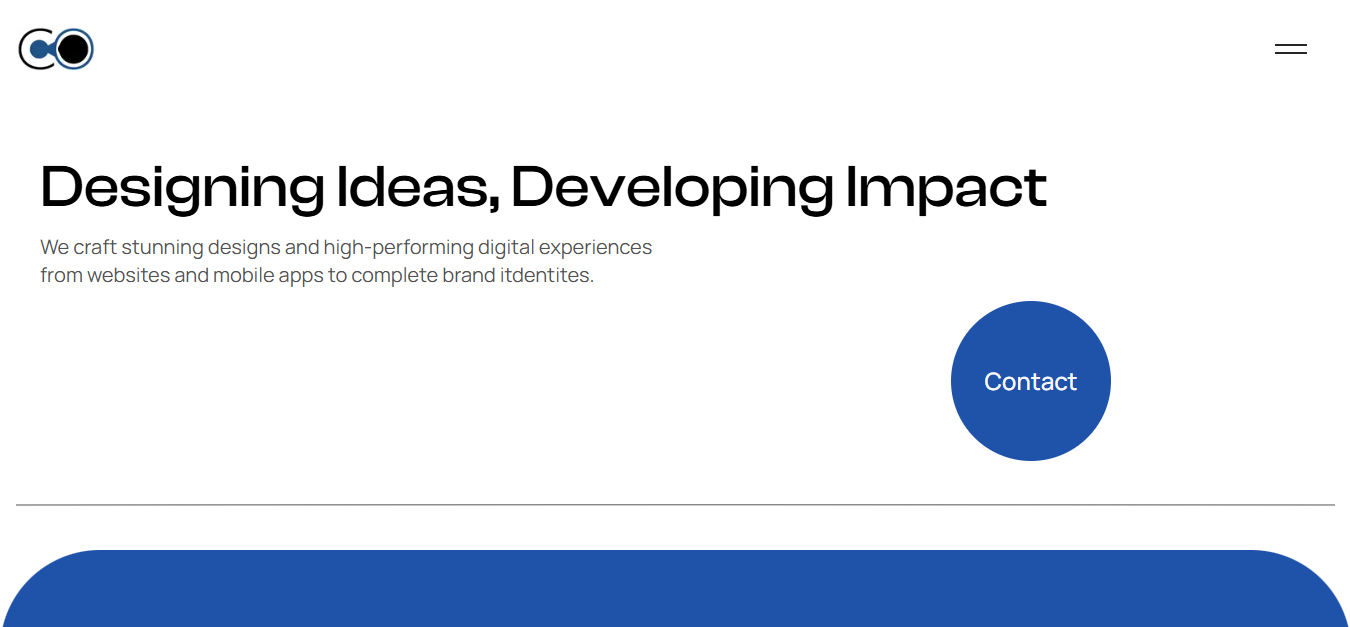 CO
Designing Ideas, Developing Impact
We craft stunning designs and high-performing digital experiences
from websites and mobile apps to complete brand itdentites.
Contact